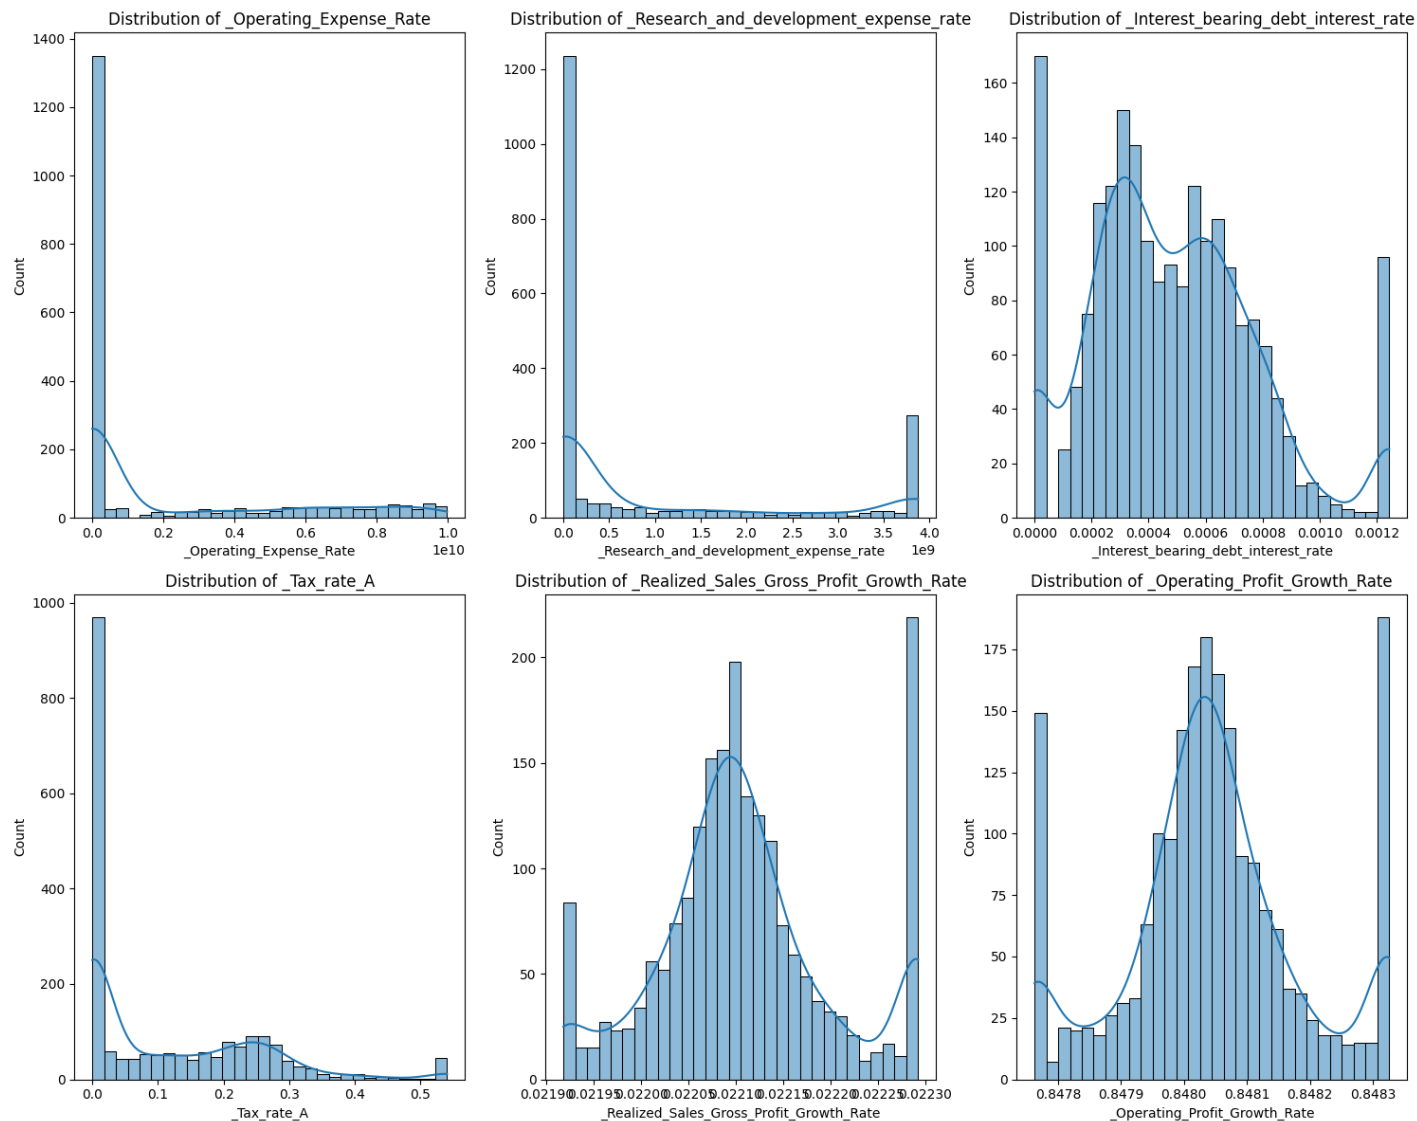 Distribution of _Operating_Expense_Rate
1400
1200
1000
800
600
400
200
0
Count
0.0 0.2 0.4 0.6 0.8 1.0
1e10
_Operating_Expense_Rate
Distribution of _Research_and_development_expense_rate
1200
1000
800
600
400
200
0
Count
0.0 0.5 1.0 1.5 2.0 2.5 3.0 3.5 4.0
1e9
_Research_and_development_expense_rate
Distribution of _Interest_bearing_debt_interest_rate
160
140
120
100
80
60
40
20
0
Count
0.0000 0.0002 0.0004 0.0006 0.0008 0.0010 0.0012
_Interest_bearing_debt_interest_rate
Distribution of _Tax_rate_A
1000
800
600
400
200
0
Count
0.0 0.1 0.2 0.3 0.4 0.5
_Tax_rate_A
Distribution of _Realized_Sales_Gross_Profit_Growth_Rate
200
150
100
50
0
Count
0.02190 0.02195 0.02200 0.02205 0.02210 0.02215 0.02220 0.02225 0.02230
_Realized_Sales_Gross_Profit_Growth_Rate
Distribution of _Operating_Profit_Growth_Rate
175
150
125
100
75
50
25
0
Count
0.8478 0.8479 0.8480 0.8481 0.8482 0.8483
_Operating_Profit_Growth_Rate